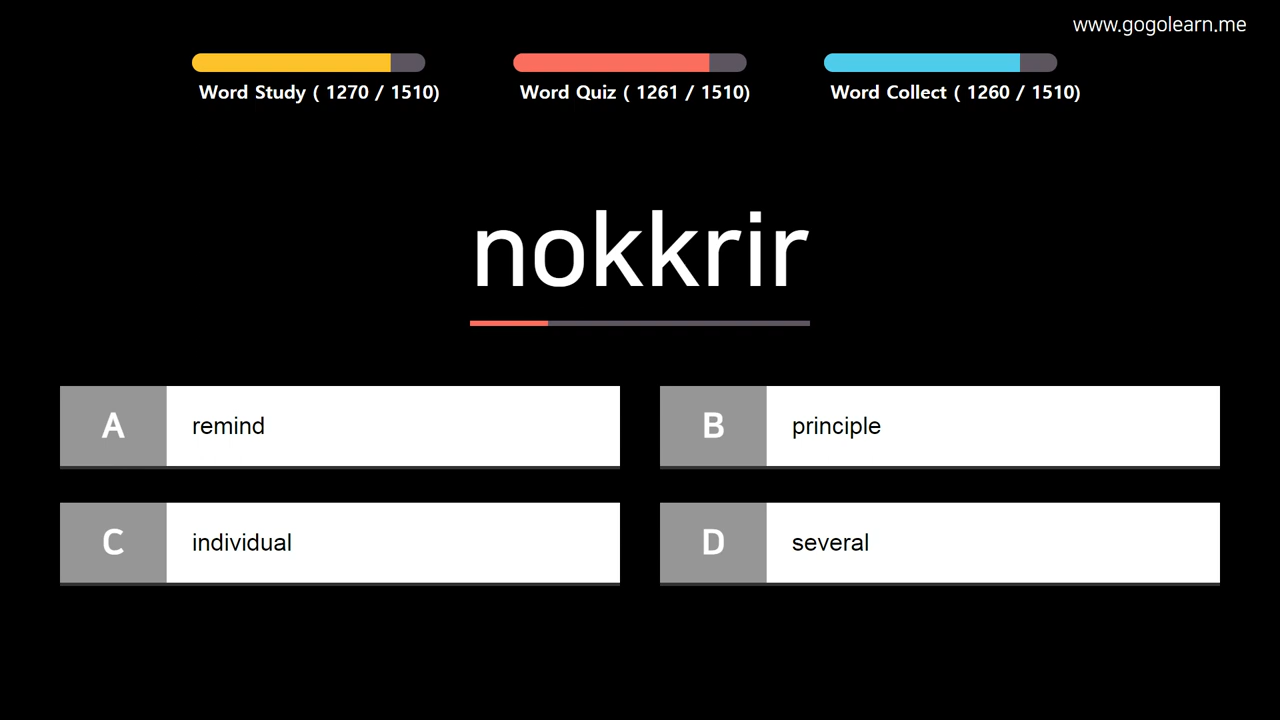 www.gogolearn.me
Word Study ( 1270 / 1510)
Word Quiz ( 1261 / 1510)
Word Collect ( 1260 / 1510)
nokkrir
A remind
B principle
C individual
D several